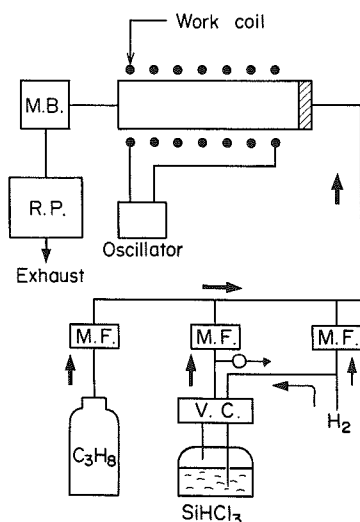 Work coil
M.B.
R.P.
Oscillator
Exhaust
M.F.
M.F.
M.F.
V. C.
H2
C3H8
SiHCl3